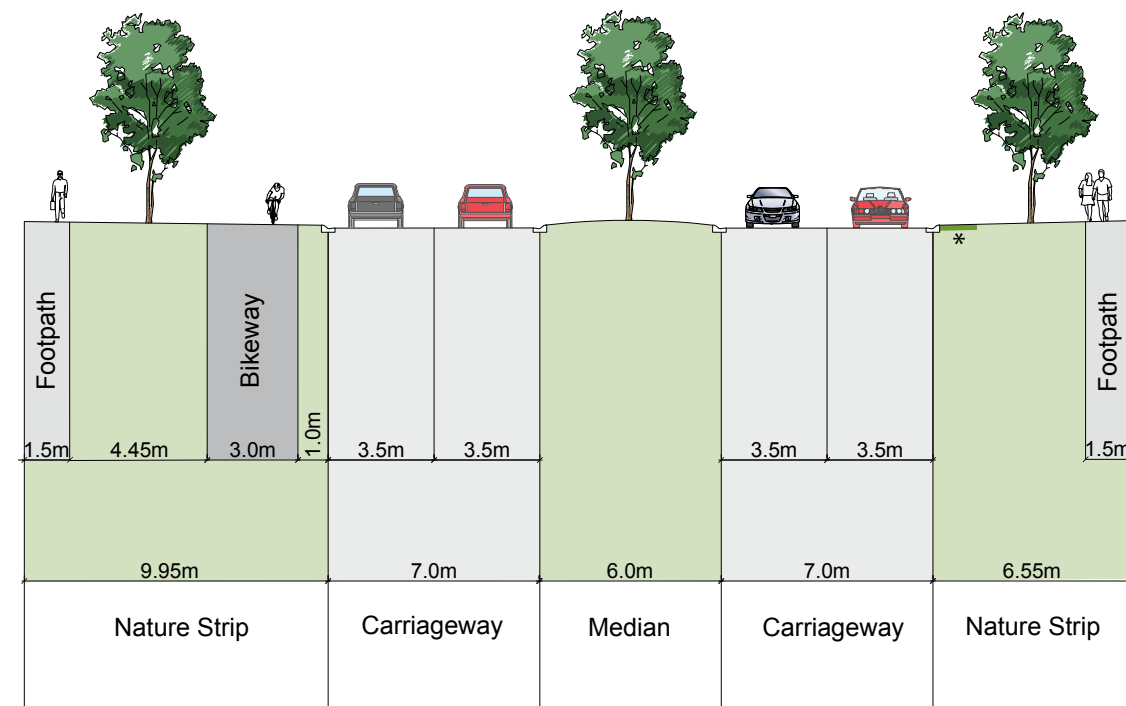 *
Footpath
Bikeway
Footpath
1.5m 4.45m 3.0m 1.0m 3.5m 3.5m 3.5m 3.5m 1.5m
9.95m 7.0m 6.0m 7.0m 6.55m
Nature Strip Carriageway Median Carriageway Nature Strip